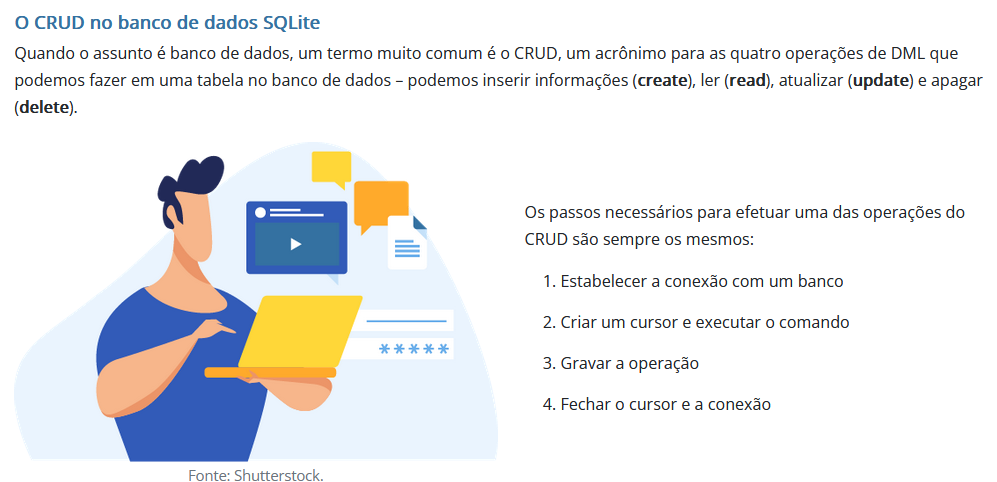 O CRUD no banco de dados SQLite
Quando o assunto é banco de dados, um termo muito comum é o CRUD, um acrônimo para as quatro operações de DML que
podemos fazer em uma tabela no banco de dados – podemos inserir informações (create), ler (read), atualizar (update) e apagar
(delete).
Os passos necessários para efetuar uma das operações do
CRUD são sempre os mesmos:
1. Estabelecer a conexão com um banco
2. Criar um cursor e executar o comando
3. Gravar a operação
4. Fechar o cursor e a conexão
Fonte: Shutterstock.